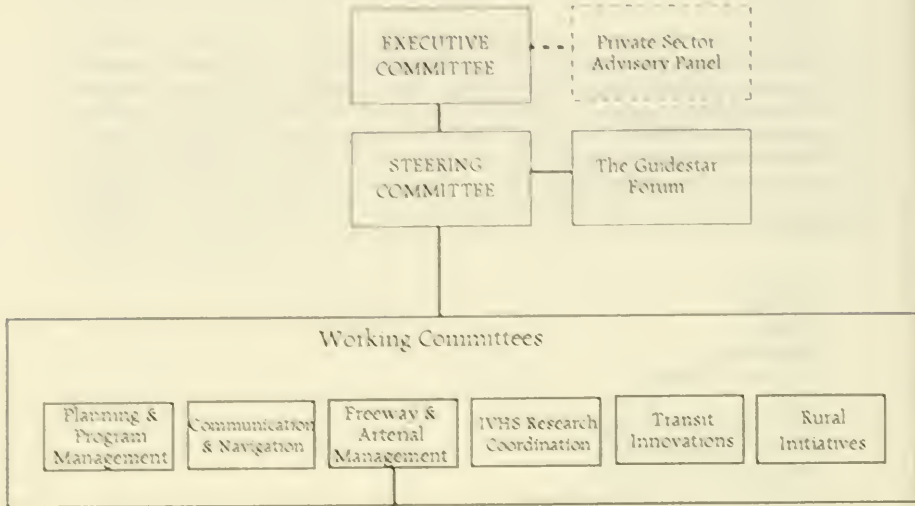 EXECUTIVE
COMMITTEE
Private Sector
Advisory Panel
STEERING
COMMITTEE
The Guidestar
Forum
Working Committees
Planning &
Program
Management
Communication
& Navigation
Freeway &
Arterial
Management
IVHS Research
Coordination
Transit
Innovations
Rural
Initiatives